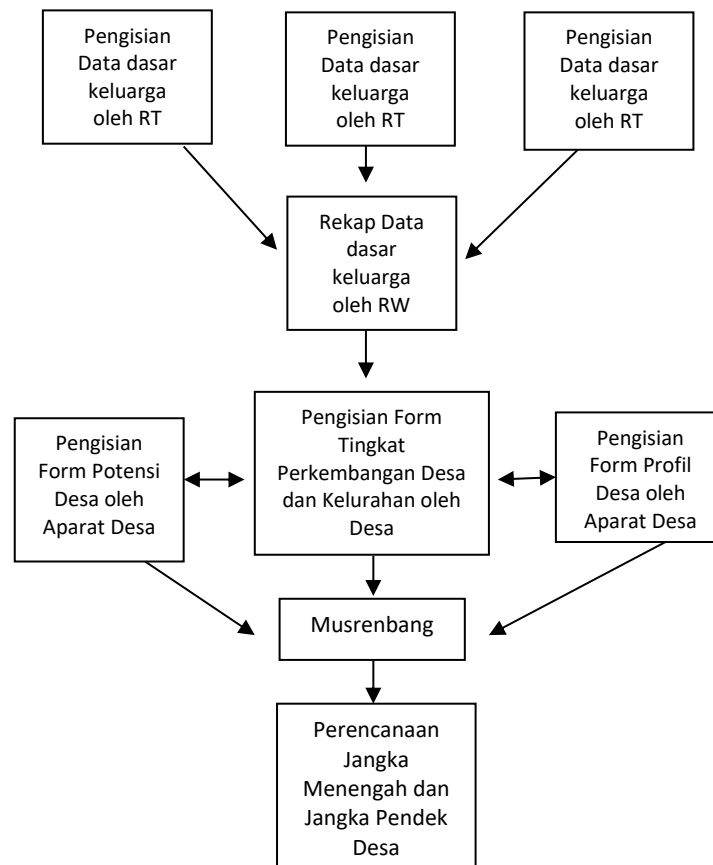 Pengisian
Data dasar
keluarga
oleh RT
Pengisian
Data dasar
keluarga
oleh RT
Pengisian
Data dasar
keluarga
oleh RT
Rekap Data
dasar
keluarga
oleh RW
Pengisian
Form Potensi
Desa oleh
Aparat Desa
Pengisian Form
Tingkat
Perkembangan Desa
dan Kelurahan oleh
Desa
Pengisian
Form Profil
Desa oleh
Aparat Desa
Musrenbang
Perencanaan
Jangka
Menengah dan
Jangka Pendek
Desa